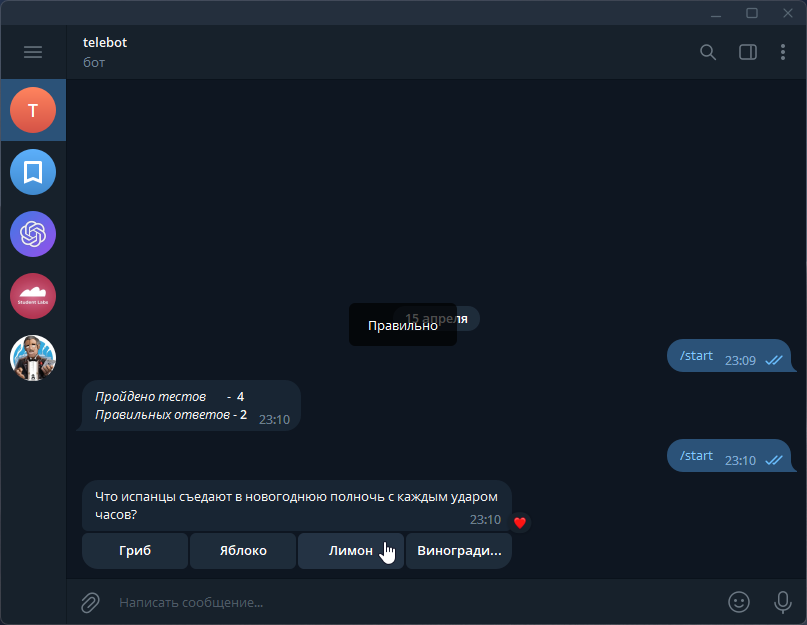 telebot
бот
T
Student Labs
15 апреля
Правильно
/start 23:09
Пройдено тестов - 4
Правильных ответов - 2 23:10
/start 23:10
Что испанцы съедают в новогоднюю полночь с каждым ударом
часов?
23:10
Гриб Яблоко Лимон Виногради...
Написать сообщение...